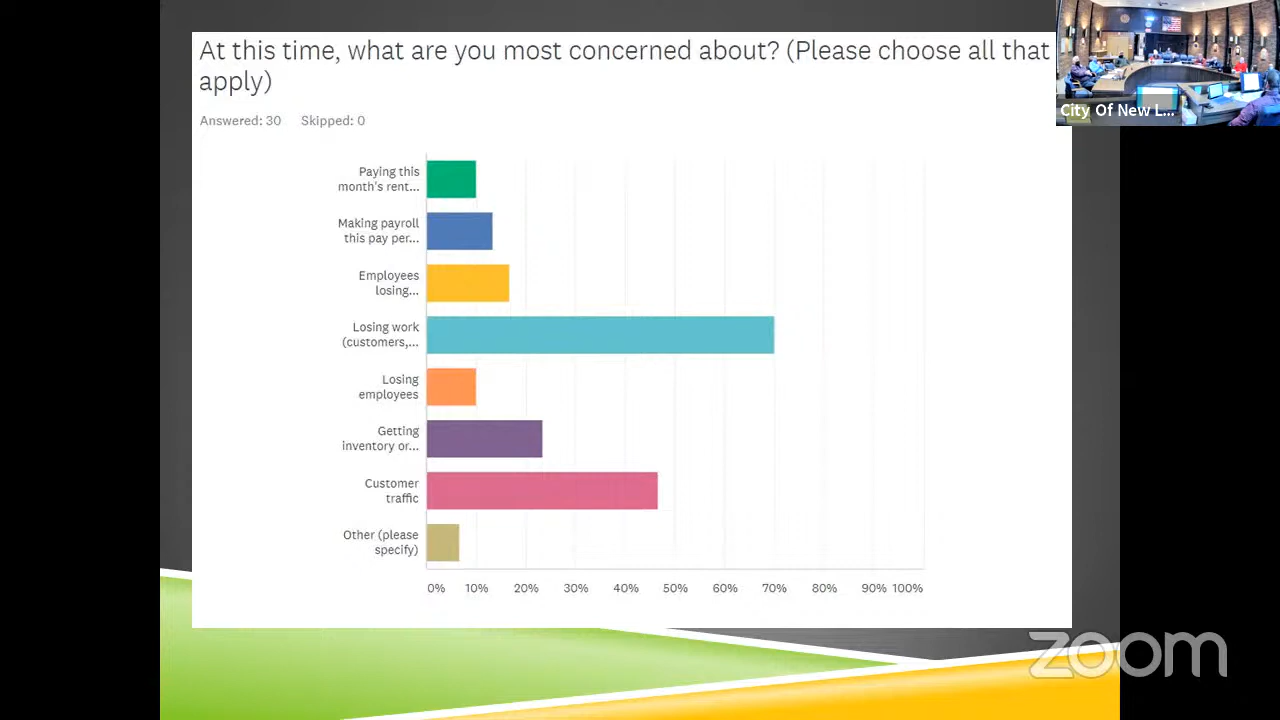 At this time, what are you most concerned about? (Please choose all that
apply)
Answered: 30 Skipped: 0
City Of New L...
Paying this
month's rent...
Making payroll
this pay per...
Employees
losing...
Losing work
(customers,...
Losing
employees
Getting
inventory or...
Customer
traffic
Other (please
specify)
0% 10% 20% 30% 40% 50% 60% 70% 80% 90% 100%
zoom